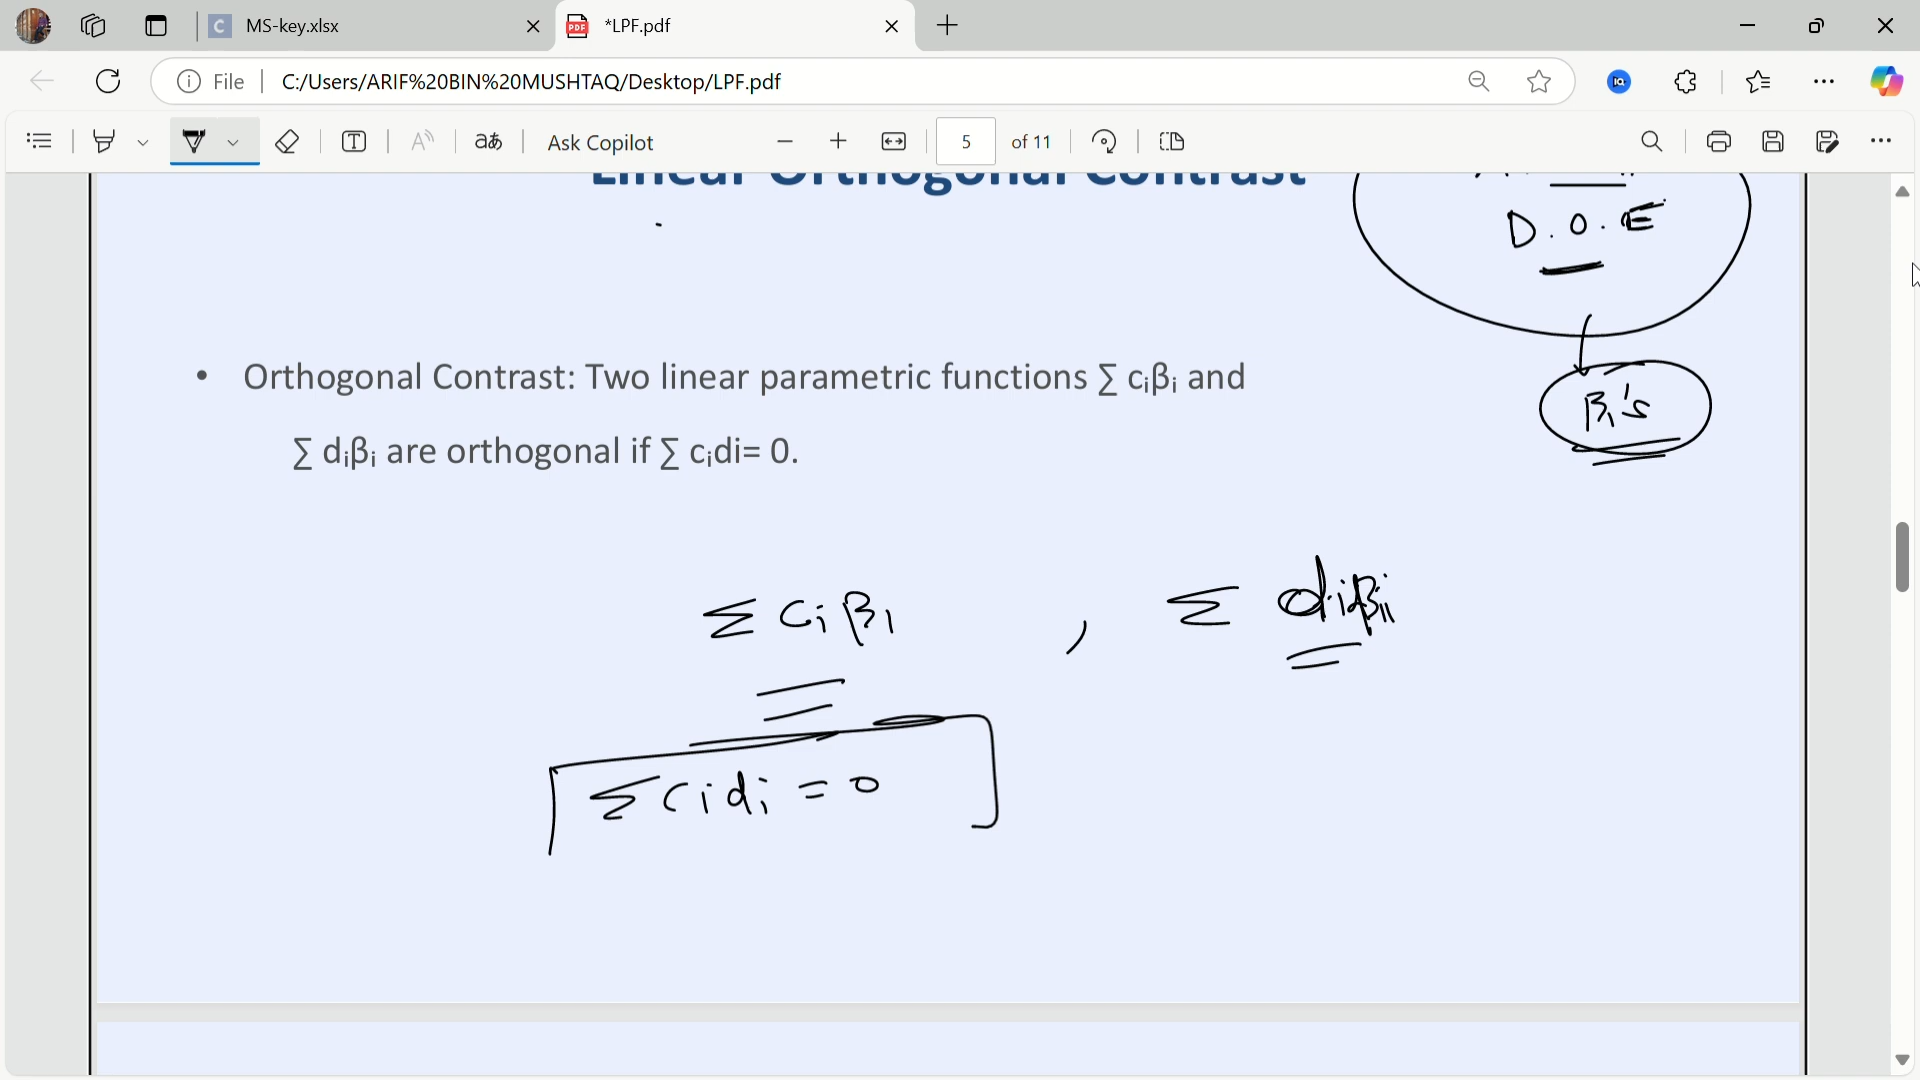 MS-key.xlsx
*LPF.pdf
File
C:/Users/ARIF%20BIN%20MUSHTAQ/Desktop/LPF.pdf
Ask Copilot
5 of 11
Linear Orthogonal Contrast
D.O.E
• Orthogonal Contrast: Two linear parametric functions ∑ cᵢβᵢ and
∑ dᵢβᵢ are orthogonal if ∑ cᵢdi= 0.
βi's
Σ ciβi , Σ diβi
Σ cidi = 0